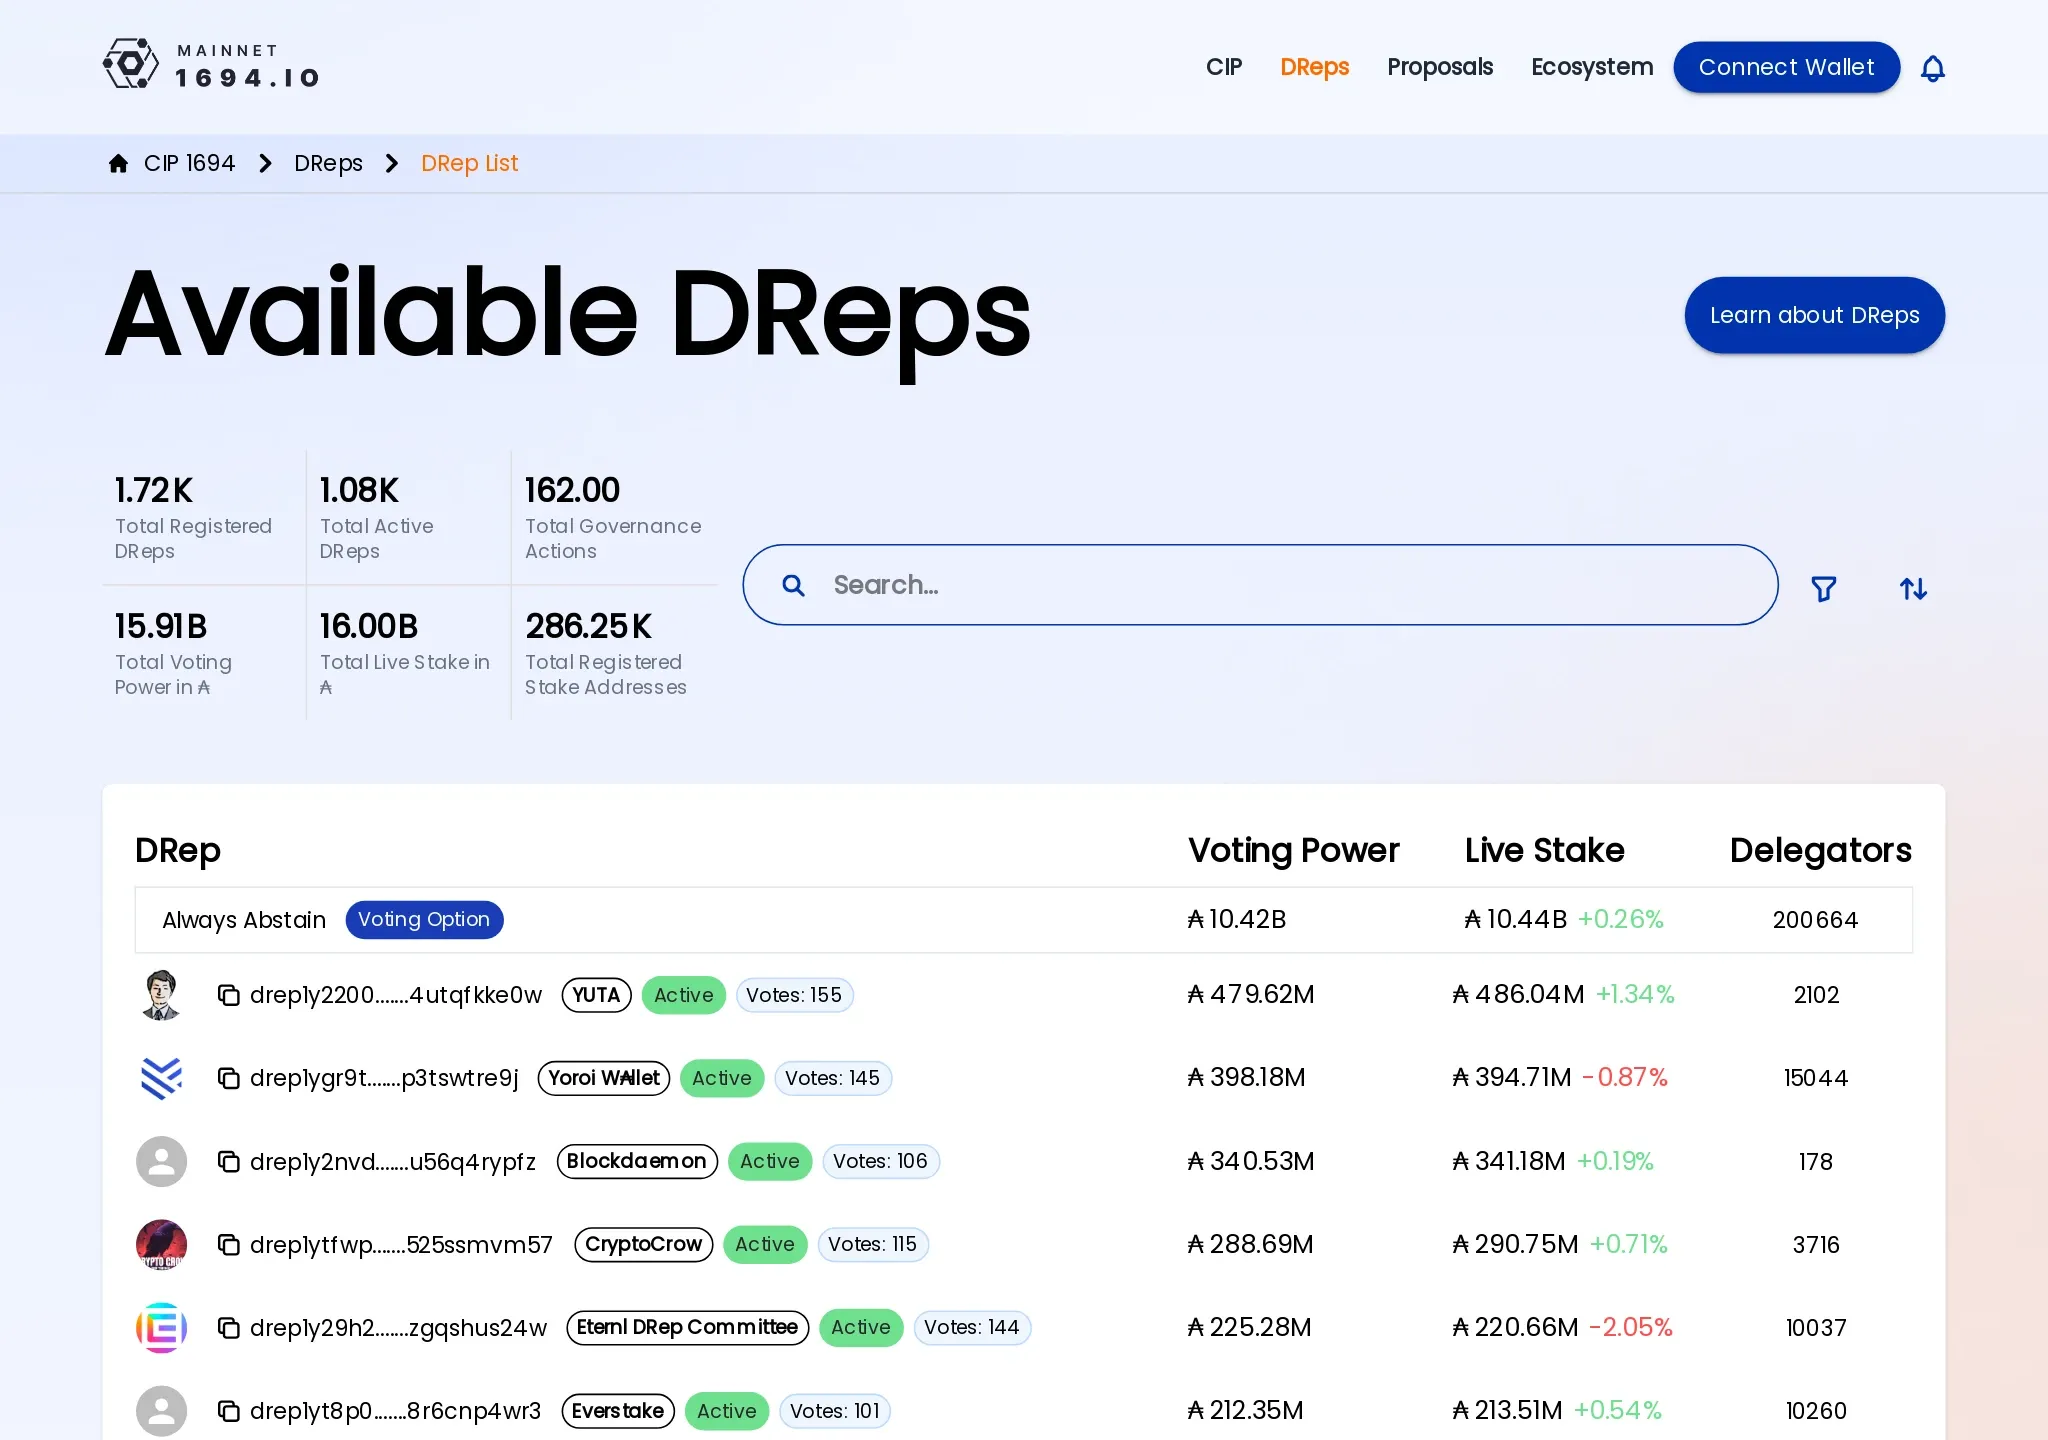 MAINNET
1694.IO
CIP DReps Proposals Ecosystem Connect Wallet
CIP 1694 DReps DRep List
Available DReps
Learn about DReps
1.72K
Total Registered
DReps
1.08K
Total Active
DReps
162.00
Total Governance
Actions
Search...
15.91B
Total Voting
Power in ₳
16.00B
Total Live Stake in
₳
286.25K
Total Registered
Stake Addresses
DRep Voting Power Live Stake Delegators
Always Abstain Voting Option ₳ 10.42B ₳ 10.44B +0.26% 200664
drep1y2200.......4utqfkke0w YUTA Active Votes: 155 ₳ 479.62M ₳ 486.04M +1.34% 2102
drep1ygr9t.......p3tswtre9j Yoroi W₳llet Active Votes: 145 ₳ 398.18M ₳ 394.71M -0.87% 15044
drep1y2nvd.......u56q4rypfz Blockdaemon Active Votes: 106 ₳ 340.53M ₳ 341.18M +0.19% 178
drep1ytfwp.......525ssmvm57 CryptoCrow Active Votes: 115 ₳ 288.69M ₳ 290.75M +0.71% 3716
drep1y29h2.......zgqshus24w Eternl DRep Committee Active Votes: 144 ₳ 225.28M ₳ 220.66M -2.05% 10037
drep1yt8p0.......8r6cnp4wr3 Everstake Active Votes: 101 ₳ 212.35M ₳ 213.51M +0.54% 10260